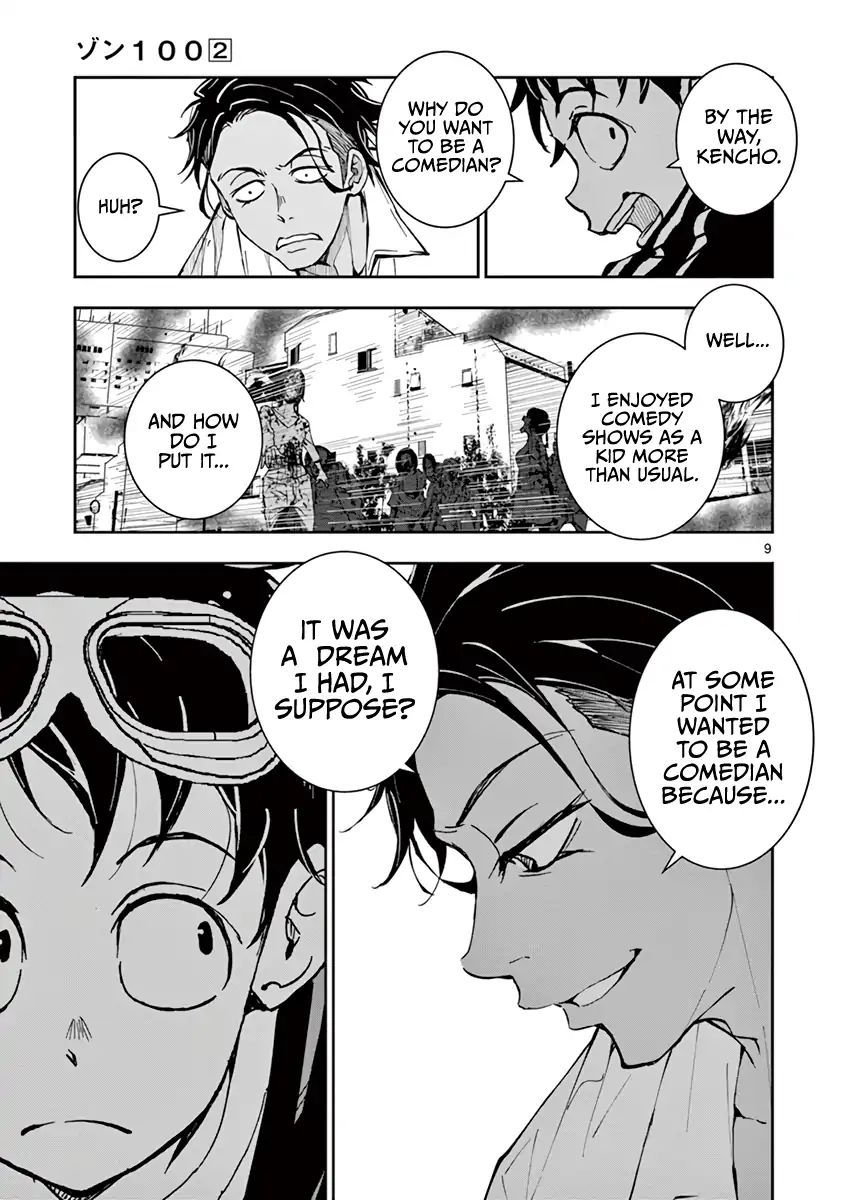 ゾン１００２
BY THE
WAY,
KENCHO.
WHY DO
YOU WANT
TO BE A
COMEDIAN?
HUH?
WELL...
I ENJOYED
COMEDY
SHOWS AS A
KID MORE
THAN USUAL.
AND HOW
DO I
PUT IT...
9
AT SOME
POINT I
WANTED
TO BE A
COMEDIAN
BECAUSE...
IT WAS
A DREAM
I HAD, I
SUPPOSE?